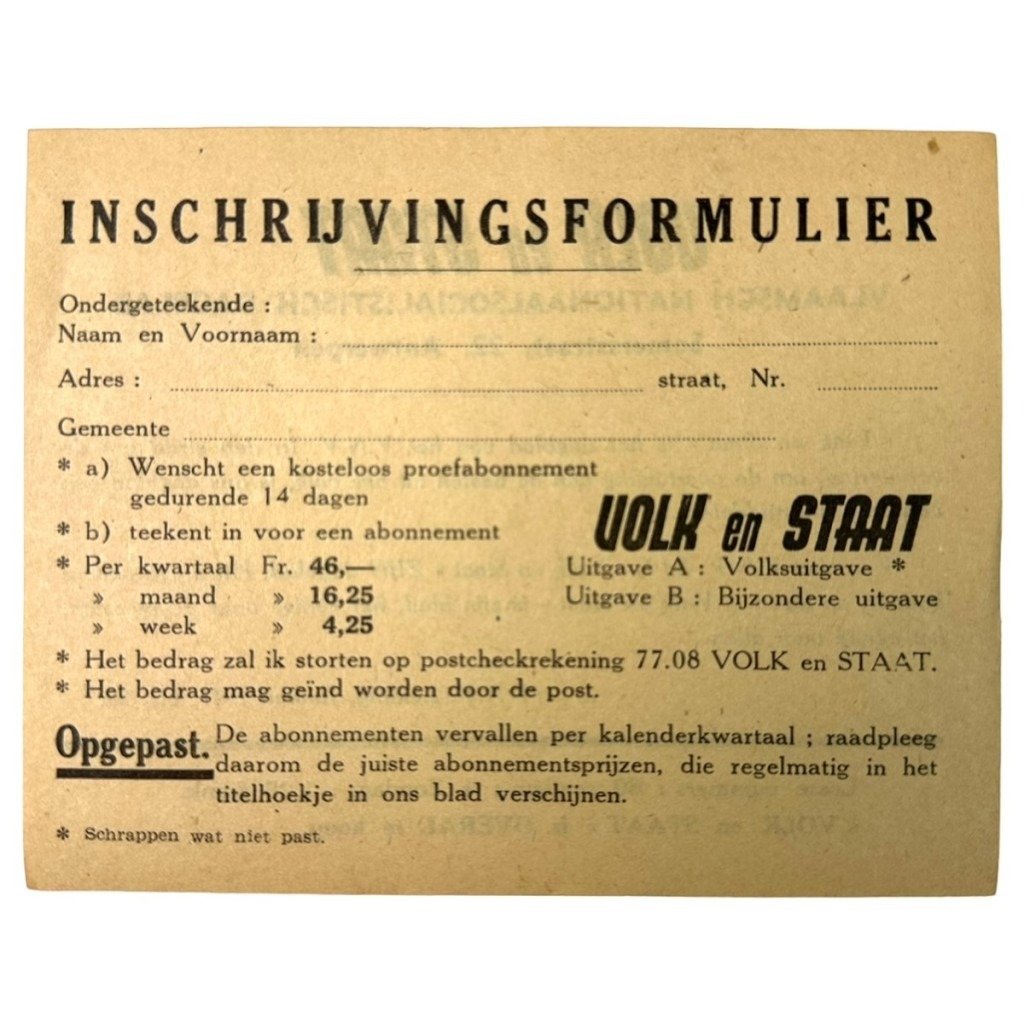 INSCHRIJVINGSFORMULIER
Ondergeteekende :
Naam en Voornaam :
Adres : straat, Nr.
Gemeente
* a) Wenscht een kosteloos proefabonnement
gedurende 14 dagen
* b) teekent in voor een abonnement
VOLK en STAAT
* Per kwartaal Fr. 46,—
» maand » 16,25
» week » 4,25
Uitgave A : Volksuitgave *
Uitgave B : Bijzondere uitgave
* Het bedrag zal ik storten op postcheckrekening 77.08 VOLK en STAAT.
* Het bedrag mag geïnd worden door de post.
Opgepast. De abonnementen vervallen per kalenderkwartaal ; raadpleeg
daarom de juiste abonnementsprijzen, die regelmatig in het
titelhoekje in ons blad verschijnen.
* Schrappen wat niet past.